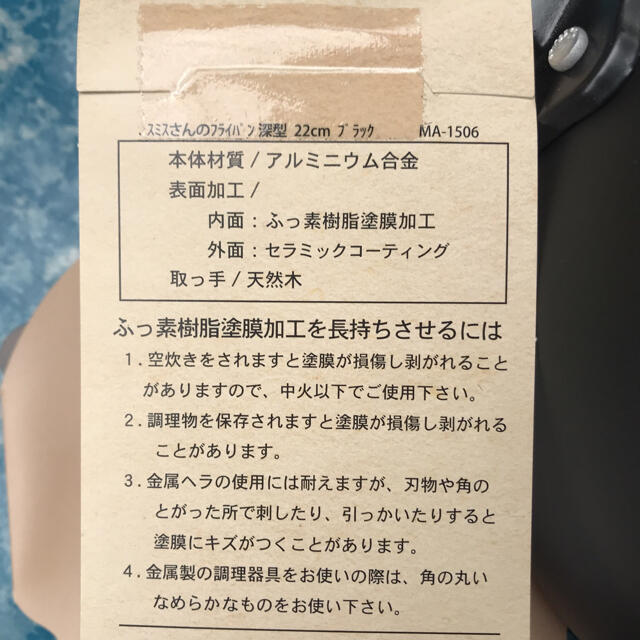 スミスさんのフライパン 深型 22cm ブラック MA-1506
本体材質/アルミニウム合金
表面加工/
内面：ふっ素樹脂塗膜加工
外面：セラミックコーティング
取っ手/天然木
ふっ素樹脂塗膜加工を長持ちさせるには
1.空炊きをされますと塗膜が損傷し剥がれること
がありますので、中火以下でご使用下さい。
2.調理物を保存されますと塗膜が損傷し剥がれる
ことがあります。
3.金属ヘラの使用には耐えますが、刃物や角の
とがった所で刺したり、引っかいたりすると
塗膜にキズがつくことがあります。
4.金属製の調理器具をお使いの際は、角の丸い
なめらかなものをお使い下さい。